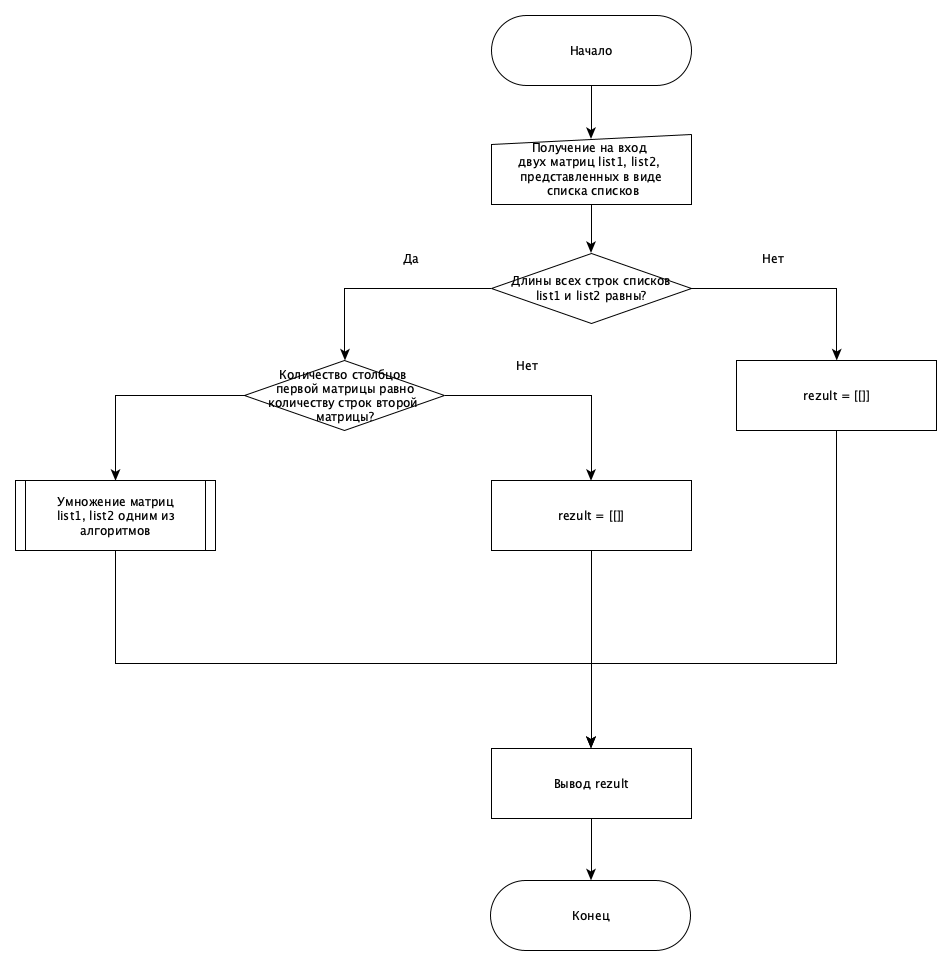 Начало
Получение на вход
двух матриц list1, list2,
представленных в виде
списка списков
Да
Нет
Длины всех строк списков
list1 и list2 равны?
Нет
Количество столбцов
первой матрицы равно
количеству строк второй
матрицы?
rezult = [[]]
Умножение матриц
list1, list2 одним из
алгоритмов
rezult = [[]]
Вывод rezult
Конец